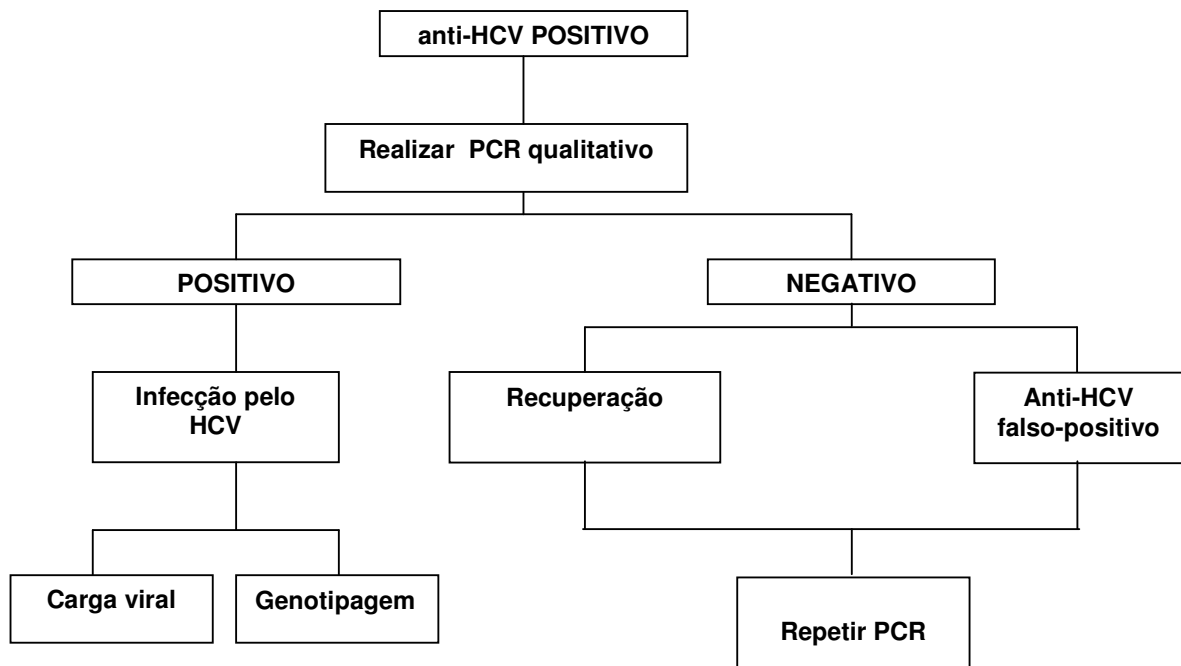 anti-HCV POSITIVO
Realizar PCR qualitativo
POSITIVO
NEGATIVO
Infecção pelo
HCV
Recuperação
Anti-HCV
falso-positivo
Carga viral
Genotipagem
Repetir PCR